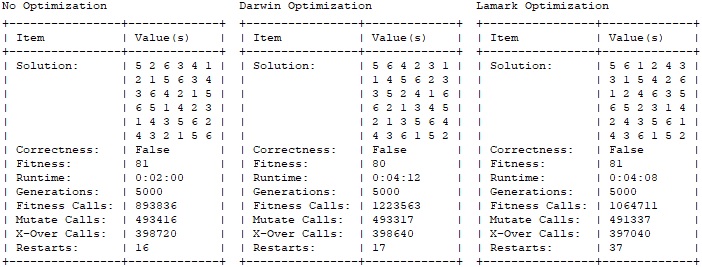 No Optimization Darwin Optimization Lamark Optimization
+----------------+------------+ +----------------+------------+ +----------------+------------+
| Item | Value(s) | | Item | Value(s) | | Item | Value(s) |
+----------------+------------+ +----------------+------------+ +----------------+------------+
| Solution: | 5 2 6 3 4 1 | | Solution: | 5 6 4 2 3 1 | | Solution: | 5 6 1 2 4 3 |
| | 2 1 5 6 3 4 | | | 1 4 5 6 2 3 | | | 3 1 5 4 2 6 |
| | 3 6 4 2 1 5 | | | 3 5 2 4 1 6 | | | 1 2 4 6 3 5 |
| | 6 5 1 4 2 3 | | | 6 2 1 3 4 5 | | | 6 5 2 3 1 4 |
| | 1 4 3 5 6 2 | | | 2 1 3 5 6 4 | | | 2 4 3 5 6 1 |
| | 4 3 2 1 5 6 | | | 4 3 6 1 5 2 | | | 4 3 6 1 5 2 |
| Correctness: | False | | Correctness: | False | | Correctness: | False |
| Fitness: | 81 | | Fitness: | 80 | | Fitness: | 81 |
| Runtime: | 0:02:00 | | Runtime: | 0:04:12 | | Runtime: | 0:04:08 |
| Generations: | 5000 | | Generations: | 5000 | | Generations: | 5000 |
| Fitness Calls: | 893836 | | Fitness Calls: | 1223563 | | Fitness Calls: | 1064711 |
| Mutate Calls: | 493416 | | Mutate Calls: | 493317 | | Mutate Calls: | 491337 |
| X-Over Calls: | 398720 | | X-Over Calls: | 398640 | | X-Over Calls: | 397040 |
| Restarts: | 16 | | Restarts: | 17 | | Restarts: | 37 |
+----------------+------------+ +----------------+------------+ +----------------+------------+